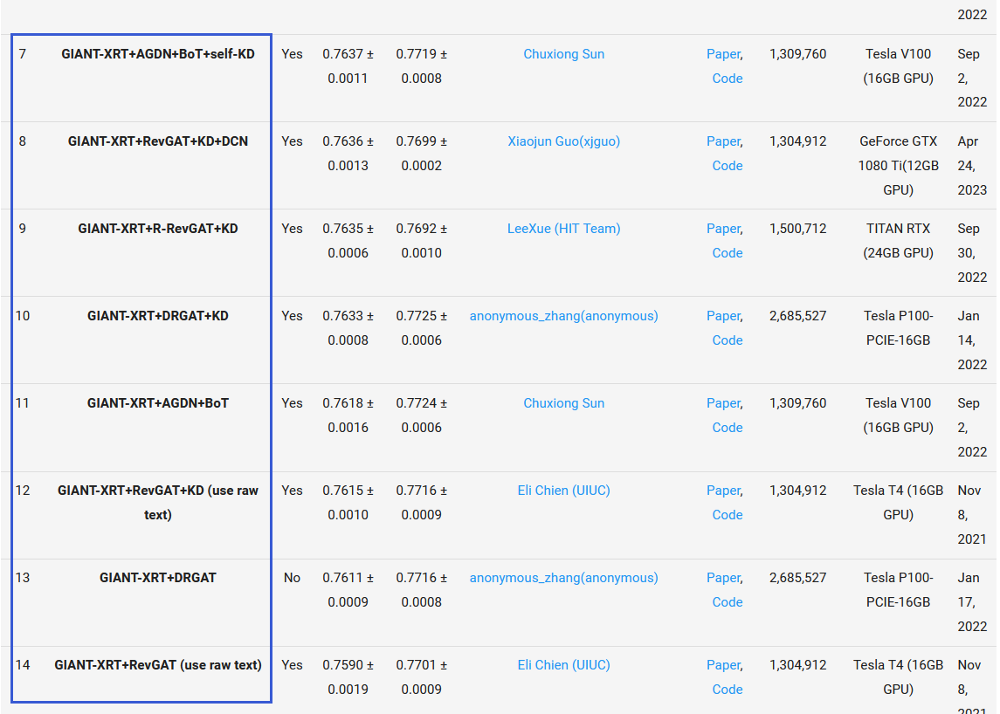 2022
7 GIANT-XRT+AGDN+BoT+self-KD Yes 0.7637 ± 0.7719 ± Chuxiong Sun Paper, 1,309,760 Tesla V100 Sep
0.0011 0.0008 Code (16GB GPU) 2,
2022
8 GIANT-XRT+RevGAT+KD+DCN Yes 0.7636 ± 0.7699 ± Xiaojun Guo(xjguo) Paper, 1,304,912 GeForce GTX Apr
0.0013 0.0002 Code 1080 Ti(12GB 24,
GPU) 2023
9 GIANT-XRT+R-RevGAT+KD Yes 0.7635 ± 0.7692 ± LeeXue (HIT Team) Paper, 1,500,712 TITAN RTX Sep
0.0006 0.0010 Code (24GB GPU) 30,
2022
10 GIANT-XRT+DRGAT+KD Yes 0.7633 ± 0.7725 ± anonymous_zhang(anonymous) Paper, 2,685,527 Tesla P100- Jan
0.0008 0.0006 Code PCIE-16GB 14,
2022
11 GIANT-XRT+AGDN+BoT Yes 0.7618 ± 0.7724 ± Chuxiong Sun Paper, 1,309,760 Tesla V100 Sep
0.0016 0.0006 Code (16GB GPU) 2,
2022
12 GIANT-XRT+RevGAT+KD (use raw Yes 0.7615 ± 0.7716 ± Eli Chien (UIUC) Paper, 1,304,912 Tesla T4 (16GB Nov
text) 0.0010 0.0009 Code GPU) 8,
2021
13 GIANT-XRT+DRGAT No 0.7611 ± 0.7716 ± anonymous_zhang(anonymous) Paper, 2,685,527 Tesla P100- Jan
0.0009 0.0008 Code PCIE-16GB 17,
2022
14 GIANT-XRT+RevGAT (use raw text) Yes 0.7590 ± 0.7701 ± Eli Chien (UIUC) Paper, 1,304,912 Tesla T4 (16GB Nov
0.0019 0.0009 Code GPU) 8,
2021